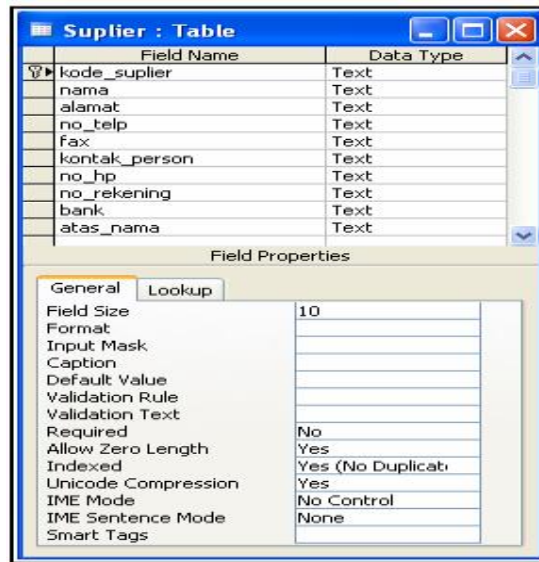 Suplier : Table
Field Name Data Type
kode_suplier Text
nama Text
alamat Text
no_telp Text
fax Text
kontak_person Text
no_hp Text
no_rekening Text
bank Text
atas_nama Text
Field Properties
General Lookup
Field Size 10
Format
Input Mask
Caption
Default Value
Validation Rule
Validation Text
Required No
Allow Zero Length Yes
Indexed Yes (No Duplicat
Unicode Compression Yes
IME Mode No Control
IME Sentence Mode None
Smart Tags